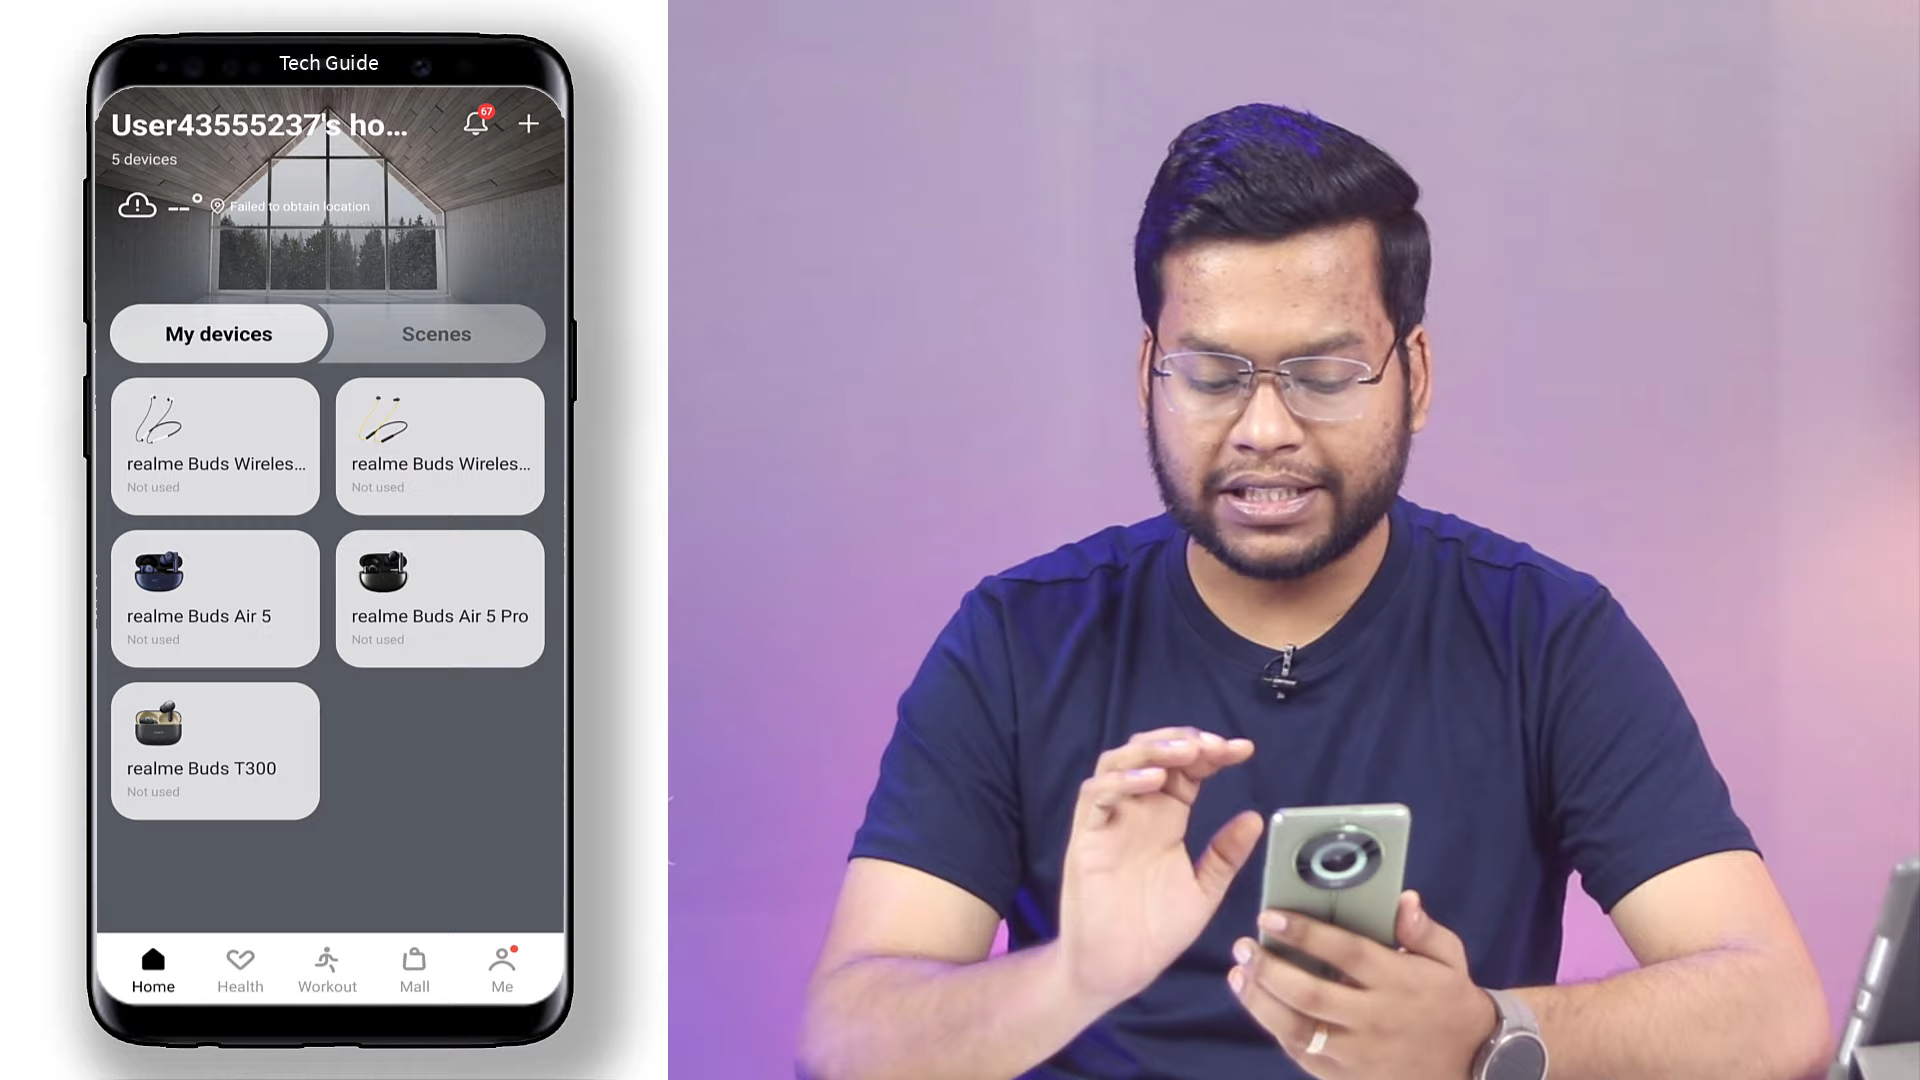 Tech Guide
User43555237's ho...
67
5 devices
--° Failed to obtain location
My devices
Scenes
realme Buds Wireles...
Not used
realme Buds Wireles...
Not used
realme Buds Air 5
Not used
realme Buds Air 5 Pro
Not used
realme Buds T300
Not used
Home
Health
Workout
Mall
Me